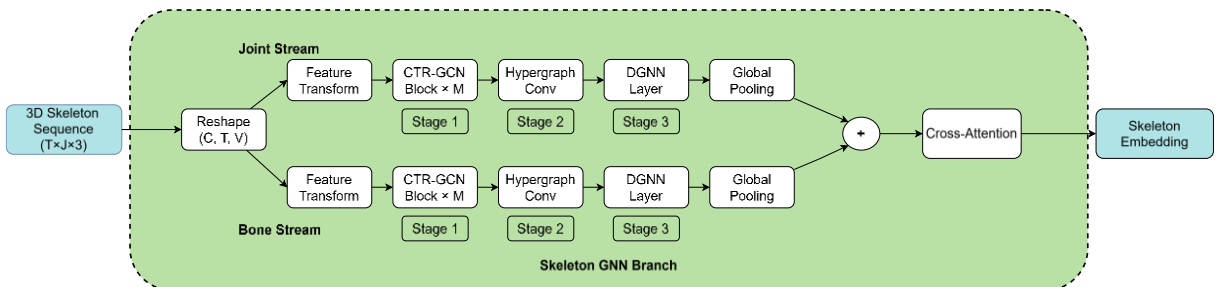 Joint Stream
3D Skeleton
Sequence
(T×J×3)
Reshape
(C, T, V)
Feature
Transform
CTR-GCN
Block × M
Stage 1
Hypergraph
Conv
Stage 2
DGNN
Layer
Stage 3
Global
Pooling
Feature
Transform
CTR-GCN
Block × M
Stage 1
Hypergraph
Conv
Stage 2
DGNN
Layer
Stage 3
Global
Pooling
Bone Stream
+
Cross-Attention
Skeleton
Embedding
Skeleton GNN Branch